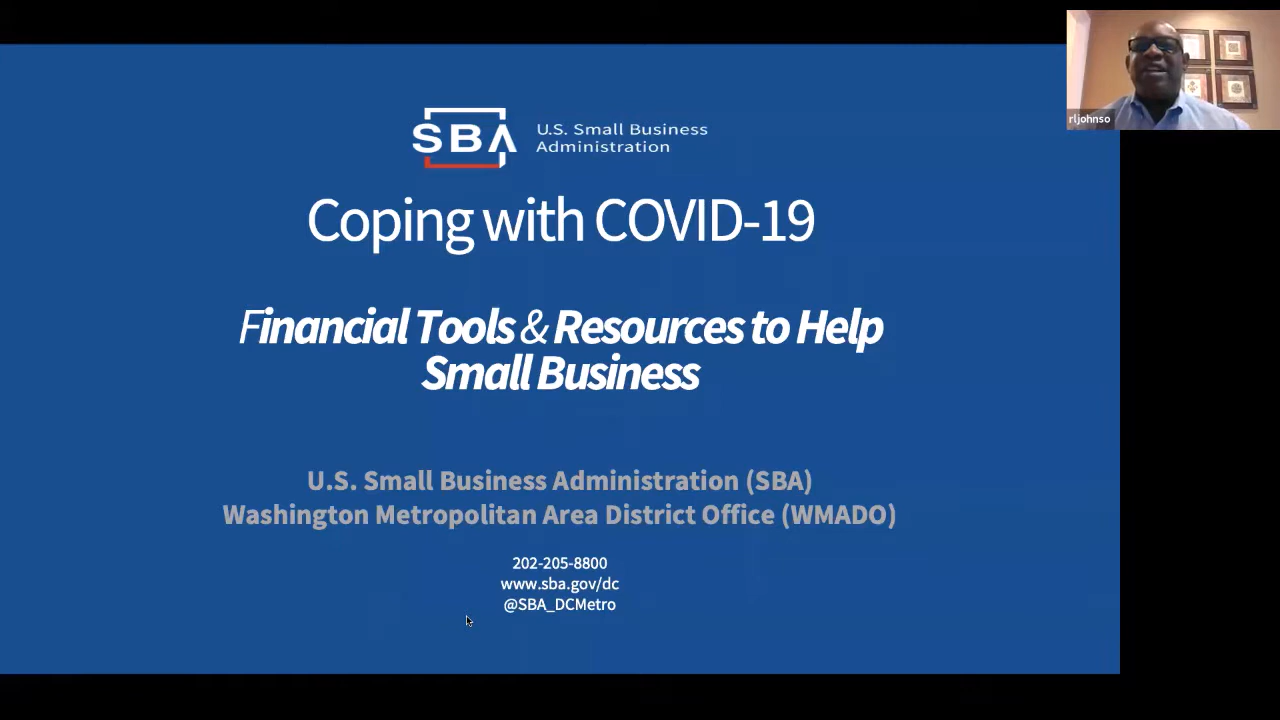 SBA
U.S. Small Business
Administration
Coping with COVID-19
Financial Tools & Resources to Help
Small Business
U.S. Small Business Administration (SBA)
Washington Metropolitan Area District Office (WMADO)
202-205-8800
www.sba.gov/dc
@SBA_DCMetro
rljohnso